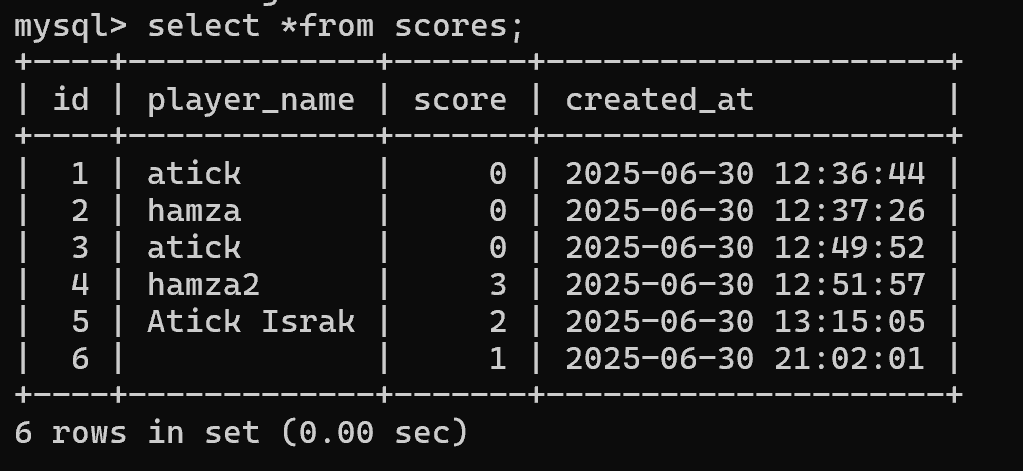 mysql> select *from scores;
+----+-------------+-------+---------------------+
| id | player_name | score | created_at          |
+----+-------------+-------+---------------------+
|  1 | atick       |     0 | 2025-06-30 12:36:44 |
|  2 | hamza       |     0 | 2025-06-30 12:37:26 |
|  3 | atick       |     0 | 2025-06-30 12:49:52 |
|  4 | hamza2      |     3 | 2025-06-30 12:51:57 |
|  5 | Atick Israk |     2 | 2025-06-30 13:15:05 |
|  6 |             |     1 | 2025-06-30 21:02:01 |
+----+-------------+-------+---------------------+
6 rows in set (0.00 sec)